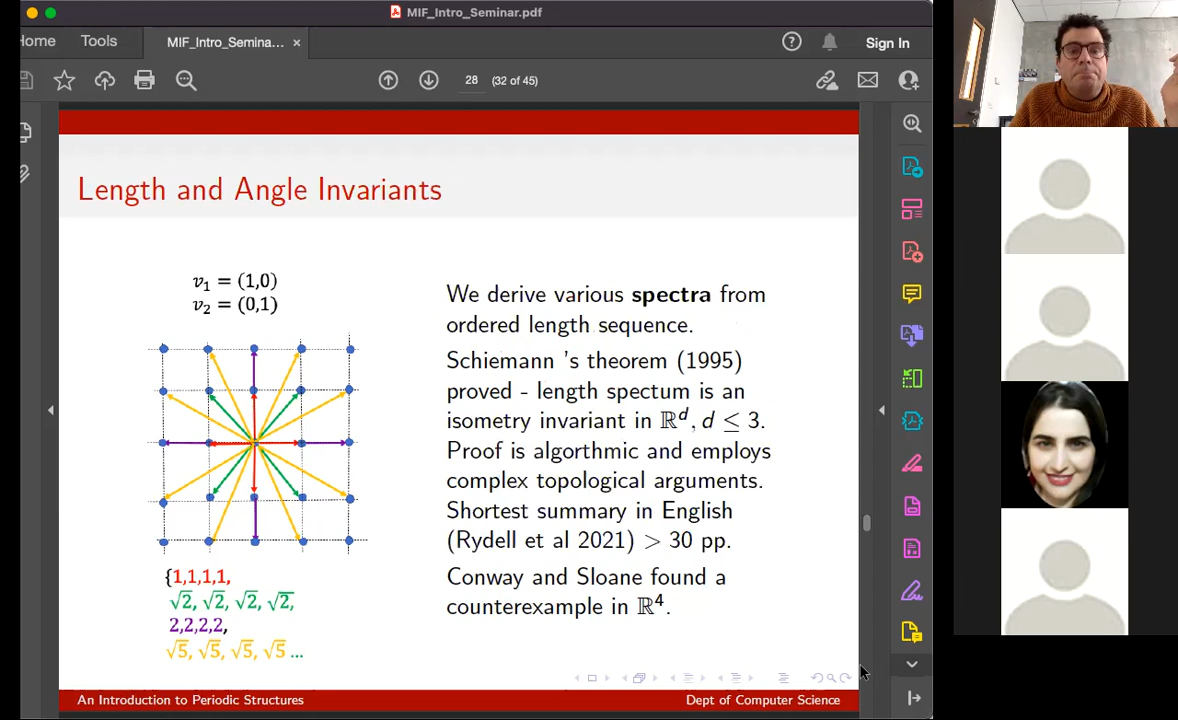 MIF_Intro_Seminar.pdf
Home
Tools
MIF_Intro_Semina... ×
Sign In
28
(32 of 45)
Length and Angle Invariants
v₁ = (1,0)
v₂ = (0,1)
{1,1,1,1,
√2, √2, √2, √2,
2,2,2,2,
√5, √5, √5, √5 ...
We derive various spectra from
ordered length sequence.
Schiemann 's theorem (1995)
proved - length spectum is an
isometry invariant in ℝᵈ, d ≤ 3.
Proof is algorthmic and employs
complex topological arguments.
Shortest summary in English
(Rydell et al 2021) > 30 pp.
Conway and Sloane found a
counterexample in ℝ⁴.
An Introduction to Periodic Structures
Dept of Computer Science